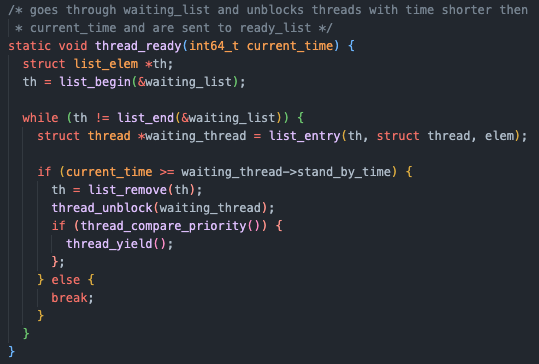 /* goes through waiting_list and unblocks threads with time shorter then
 * current_time and are sent to ready_list */
static void thread_ready(int64_t current_time) {
  struct list_elem *th;
  th = list_begin(&waiting_list);

  while (th != list_end(&waiting_list)) {
    struct thread *waiting_thread = list_entry(th, struct thread, elem);

    if (current_time >= waiting_thread->stand_by_time) {
      th = list_remove(th);
      thread_unblock(waiting_thread);
      if (thread_compare_priority()) {
        thread_yield();
      };
    } else {
      break;
    }
  }
}